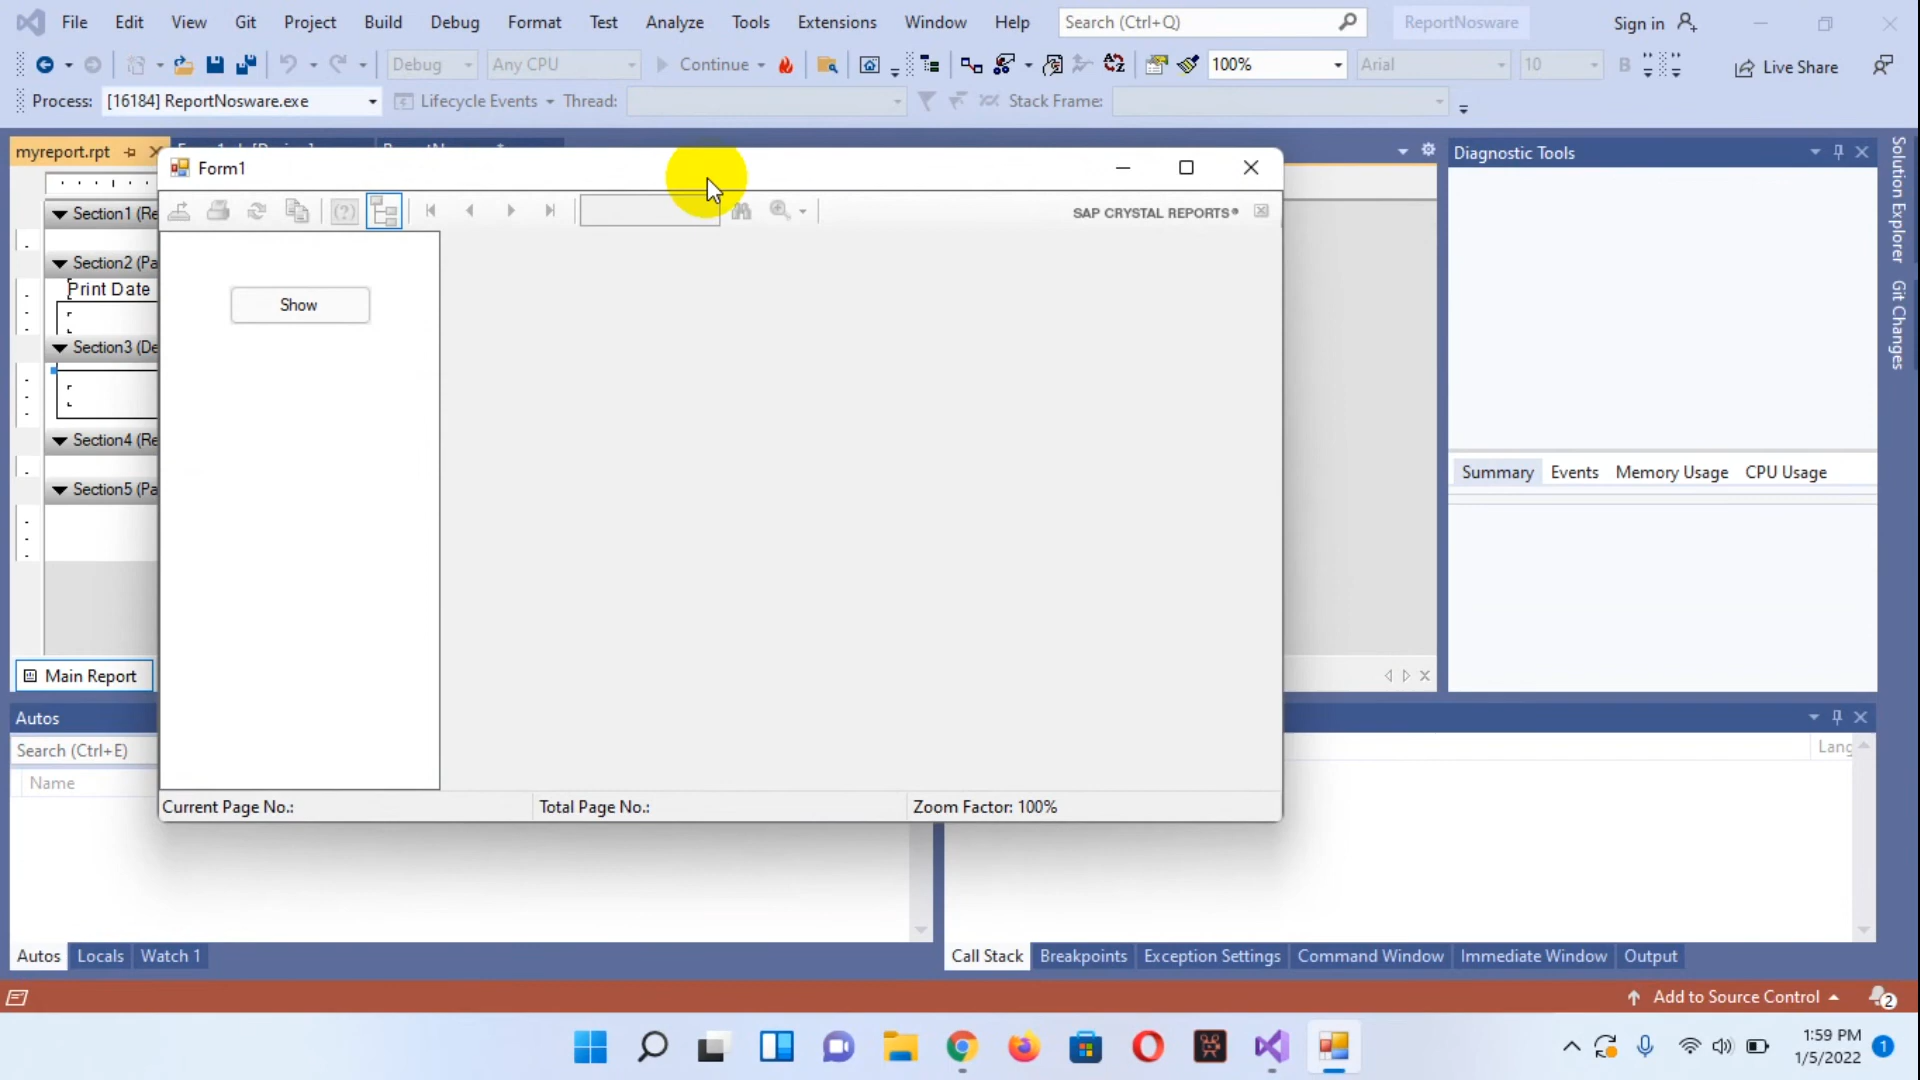 File Edit View Git Project Build Debug Format Test Analyze Tools Extensions Window Help Search (Ctrl+Q) ReportNosware Sign in
Debug Any CPU Continue 100% Arial 10 B Live Share
Process: [16184] ReportNosware.exe Lifecycle Events Thread: Stack Frame:
myreport.rpt
Diagnostic Tools
Form1
SAP CRYSTAL REPORTS®
Section1 (Re
Section2 (Pa
Print Date
Section3 (De
Section4 (Re
Section5 (Pa
Main Report
Show
Current Page No.: Total Page No.: Zoom Factor: 100%
Summary Events Memory Usage CPU Usage
Solution Explorer
Git Changes
Autos
Search (Ctrl+E)
Name
Lang
Autos Locals Watch 1
Call Stack Breakpoints Exception Settings Command Window Immediate Window Output
Add to Source Control 2
1:59 PM
1/5/2022 1